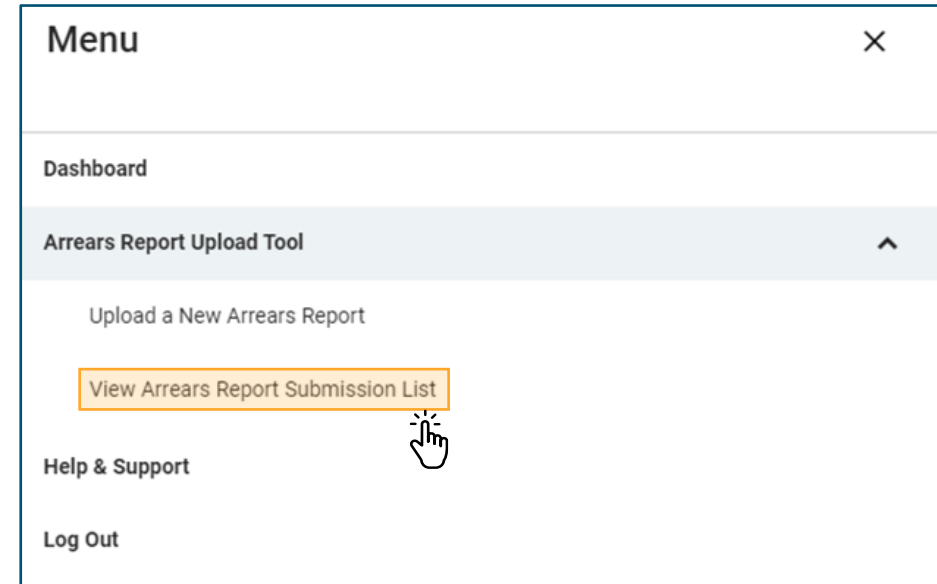 Menu
Dashboard
Arrears Report Upload Tool
Upload a New Arrears Report
View Arrears Report Submission List
Help & Support
Log Out